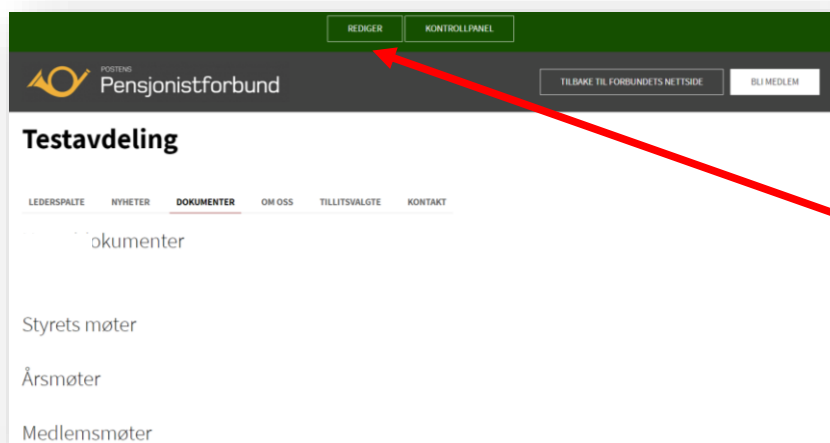 REDIGER KONTROLLPANEL
POSTENS
Pensjonistforbund
TILBAKE TIL FORBUNDETS NETTSIDE BLI MEDLEM
Testavdeling
LEDERSPALTE NYHETER DOKUMENTER OM OSS TILLITSVALGTE KONTAKT
okumenter
Styrets møter
Årsmøter
Medlemsmøter